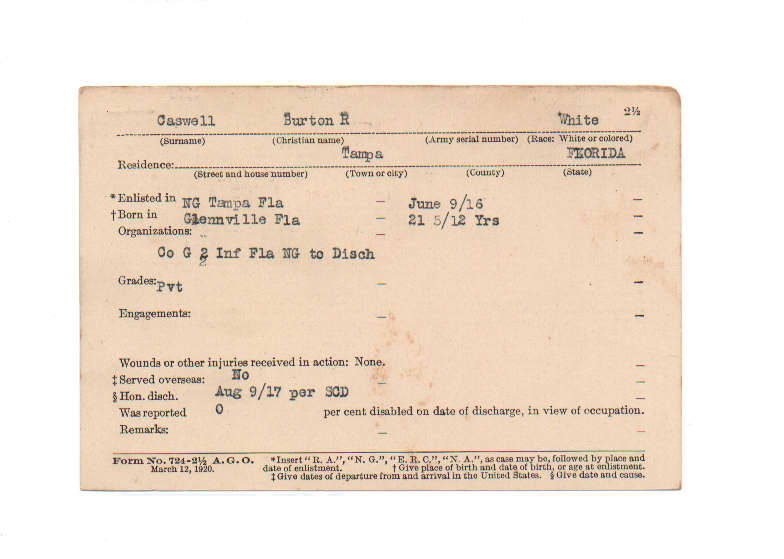 Caswell Burton R White 2½
(Surname) (Christian name) (Army serial number) (Race: White or colored)
Residence: Tampa FLORIDA
(Street and house number) (Town or city) (County) (State)
*Enlisted in NG Tampa Fla – June 9/16 –
†Born in Glennville Fla – 21 5/12 Yrs –
Organizations: – –
Co G 2 Inf Fla NG to Disch
Grades: Pvt – –
Engagements: – –
Wounds or other injuries received in action: None. –
‡Served overseas: No – –
§Hon. disch. Aug 9/17 per SCD –
Was reported 0 per cent disabled on date of discharge, in view of occupation.
Remarks: – –
Form No. 724-2½ A. G. O. *Insert "R. A.", "N. G.", "E. R. C.", "N. A.", as case may be, followed by place and
March 12, 1920. date of enlistment. †Give place of birth and date of birth, or age at enlistment.
‡Give dates of departure from and arrival in the United States. §Give date and cause.